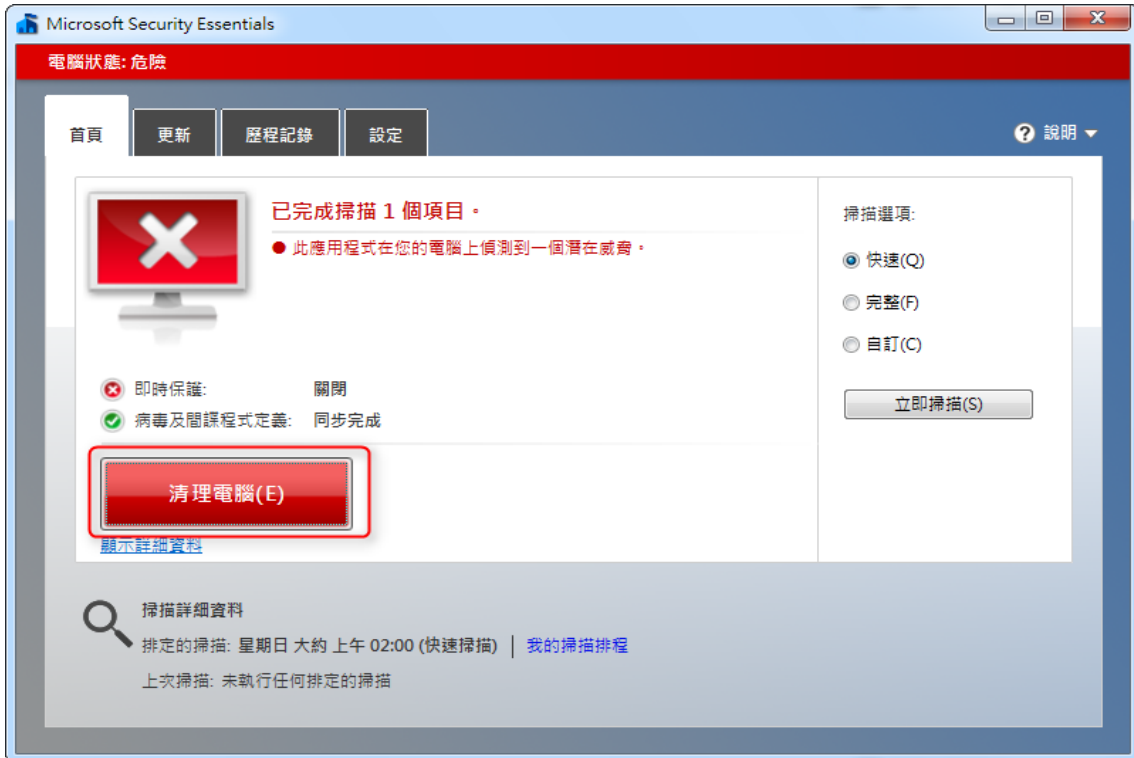 Microsoft Security Essentials
電腦狀態: 危險
首頁
更新
歷程記錄
設定
? 說明
已完成掃描 1 個項目。
此應用程式在您的電腦上偵測到一個潛在威脅。
即時保護: 關閉
病毒及間諜程式定義: 同步完成
清理電腦(E)
顯示詳細資料
掃描選項:
快速(Q)
完整(F)
自訂(C)
立即掃描(S)
掃描詳細資料
排定的掃描: 星期日 大約 上午 02:00 (快速掃描) | 我的掃描排程
上次掃描: 未執行任何排定的掃描